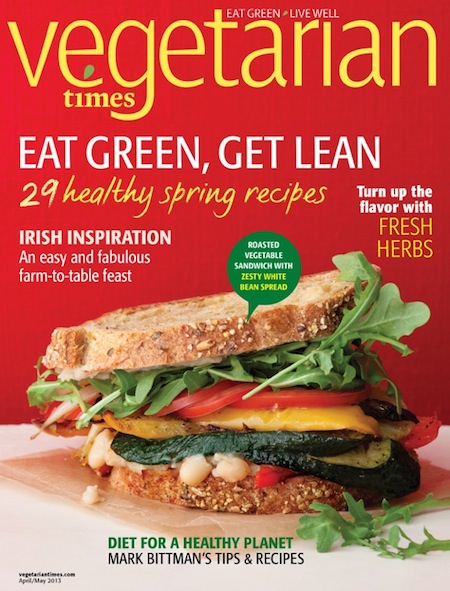 EAT GREEN LIVE WELL
vegetarian
times
EAT GREEN, GET LEAN
29 healthy spring recipes
Turn up the
flavor with
FRESH
HERBS
IRISH INSPIRATION
An easy and fabulous
farm-to-table feast
ROASTED
VEGETABLE
SANDWICH WITH
ZESTY WHITE
BEAN SPREAD
DIET FOR A HEALTHY PLANET
MARK BITTMAN'S TIPS & RECIPES
vegetariantimes.com
April/May 2013